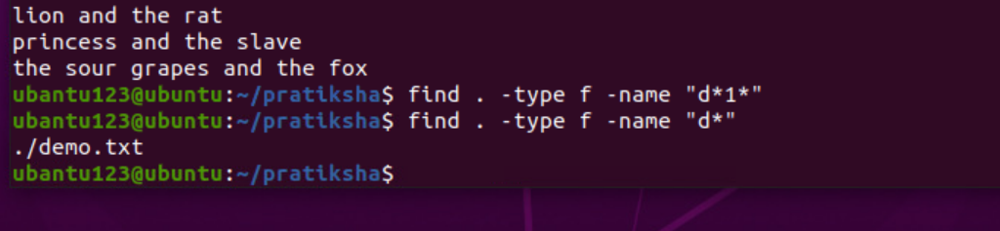 lion and the rat
princess and the slave
the sour grapes and the fox
ubantu123@ubuntu:~/pratiksha$ find . -type f -name "d*1*"
ubantu123@ubuntu:~/pratiksha$ find . -type f -name "d*"
./demo.txt
ubantu123@ubuntu:~/pratiksha$